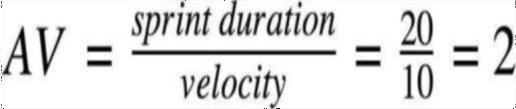 AV = sprint duration / velocity = 20 / 10 = 2